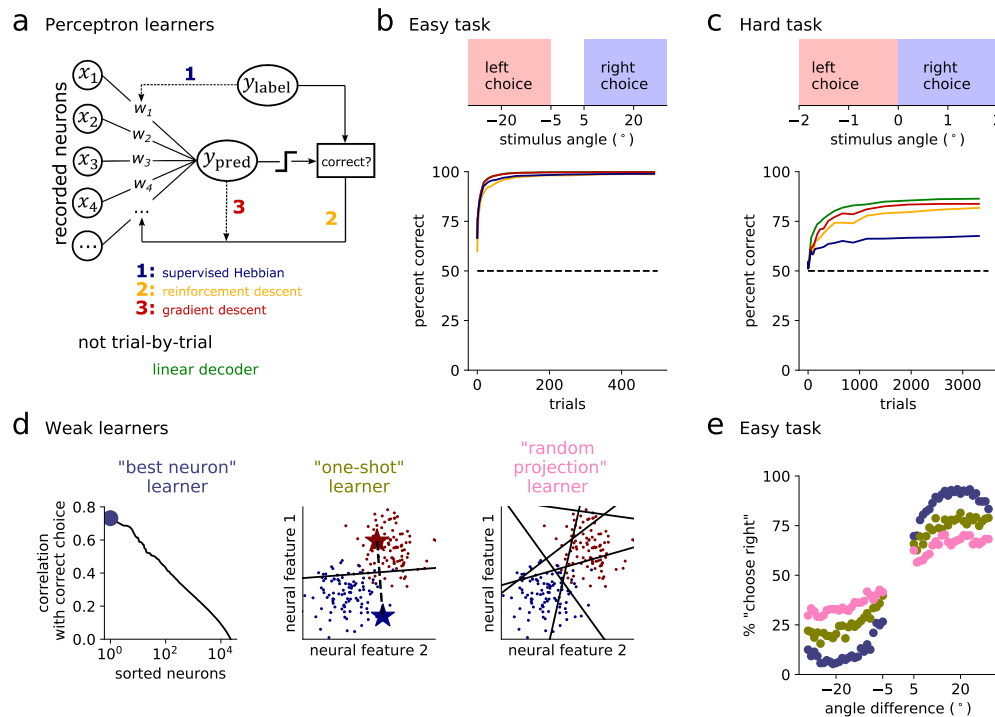 a Perceptron learners
recorded neurons
x₁
x₂
x₃
x₄
...
w₁
w₂
w₃
w₄
...
1
y_label
y_pred
correct?
3
2
1: supervised Hebbian
2: reinforcement descent
3: gradient descent
not trial-by-trial
linear decoder
b Easy task
left choice
right choice
−20 −5 5 20
stimulus angle (°)
percent correct
100
75
50
25
0
0 200 400
trials
c Hard task
left choice
right choice
−2 −1 0 1 2
stimulus angle (°)
percent correct
100
75
50
25
0
0 1000 2000 3000
trials
d Weak learners
"best neuron"
learner
correlation
with correct choice
0.8
0.6
0.4
0.2
0.0
10⁰ 10² 10⁴
sorted neurons
"one-shot"
learner
neural feature 1
neural feature 2
"random
projection"
learner
neural feature 1
neural feature 2
e Easy task
% "choose right"
100
75
50
25
0
−20 −5 5 20
angle difference (°)